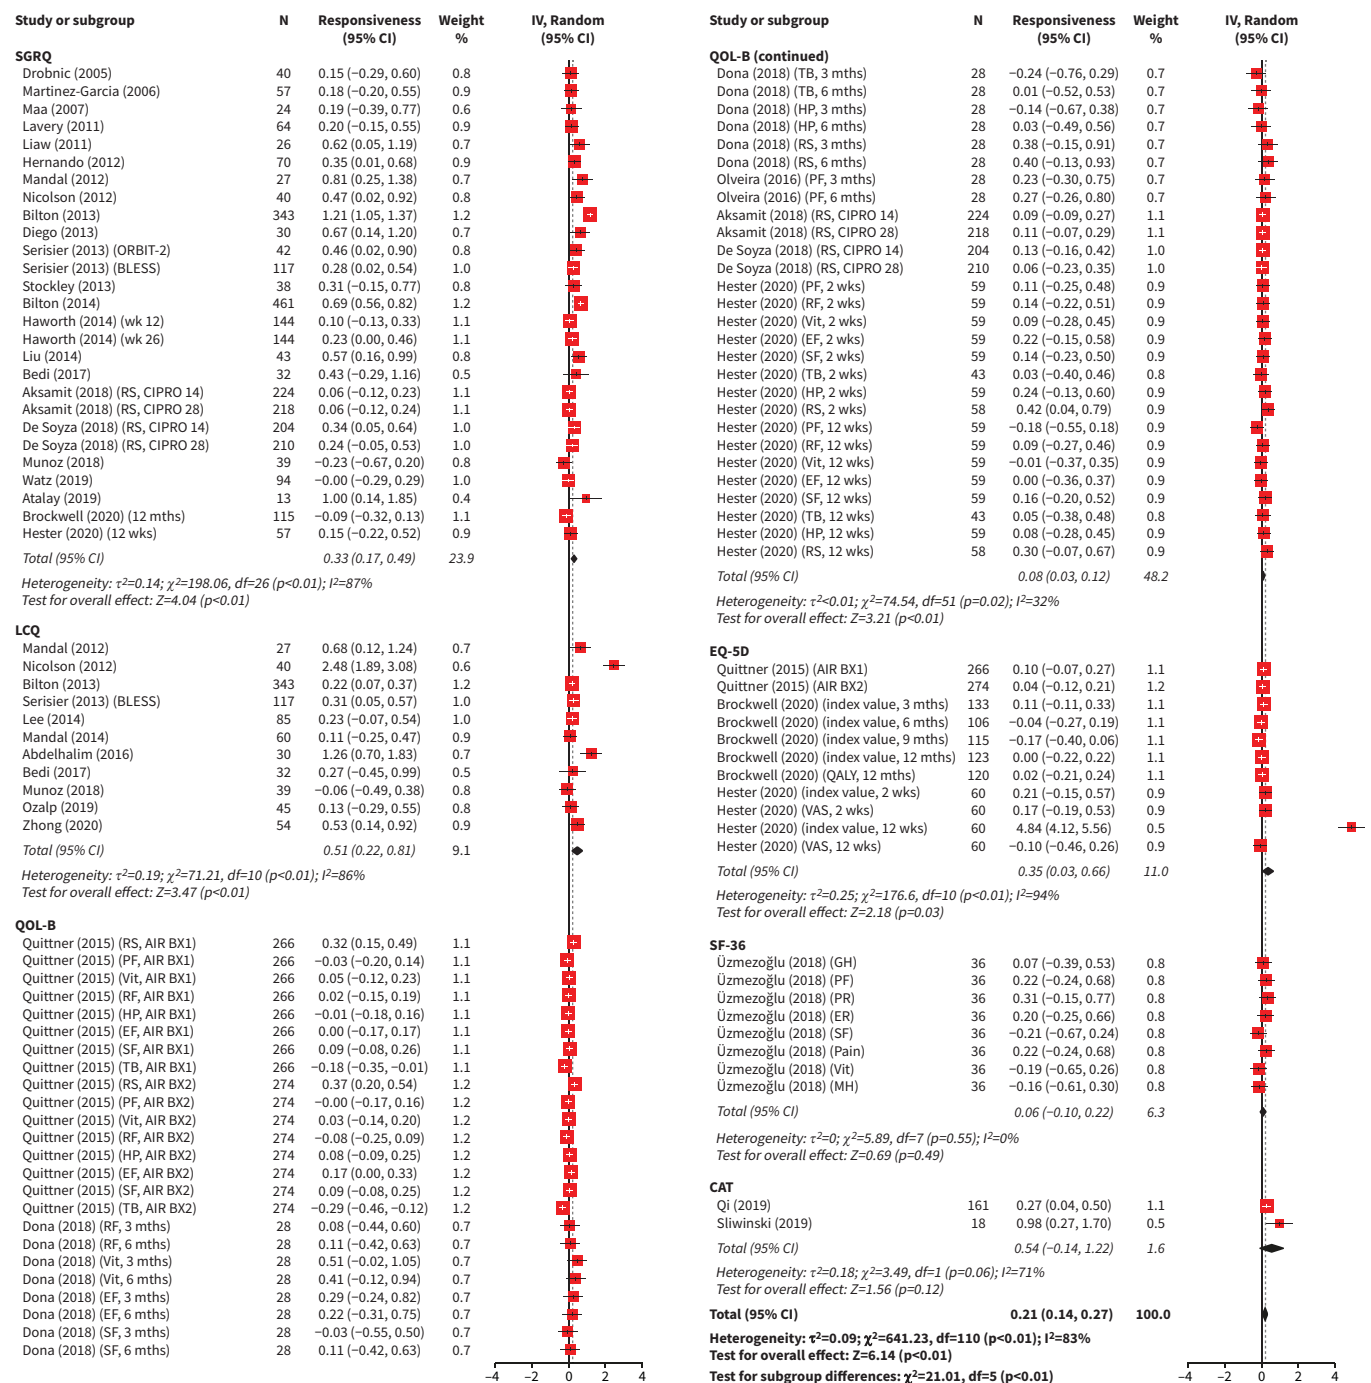 Study or subgroup N Responsiveness Weight IV, Random
(95% CI) % (95% CI)
SGRQ
Drobnic (2005) 40 0.15 (−0.29, 0.60) 0.8
Martinez-Garcia (2006) 57 0.18 (−0.20, 0.55) 0.9
Maa (2007) 24 0.19 (−0.39, 0.77) 0.6
Lavery (2011) 64 0.20 (−0.15, 0.55) 0.9
Liaw (2011) 26 0.62 (0.05, 1.19) 0.7
Hernando (2012) 70 0.35 (0.01, 0.68) 0.9
Mandal (2012) 27 0.81 (0.25, 1.38) 0.7
Nicolson (2012) 40 0.47 (0.02, 0.92) 0.8
Bilton (2013) 343 1.21 (1.05, 1.37) 1.2
Diego (2013) 30 0.67 (0.14, 1.20) 0.7
Serisier (2013) (ORBIT-2) 42 0.46 (0.02, 0.90) 0.8
Serisier (2013) (BLESS) 117 0.28 (0.02, 0.54) 1.0
Stockley (2013) 38 0.31 (−0.15, 0.77) 0.8
Bilton (2014) 461 0.69 (0.56, 0.82) 1.2
Haworth (2014) (wk 12) 144 0.10 (−0.13, 0.33) 1.1
Haworth (2014) (wk 26) 144 0.23 (0.00, 0.46) 1.1
Liu (2014) 43 0.57 (0.16, 0.99) 0.8
Bedi (2017) 32 0.43 (−0.29, 1.16) 0.5
Aksamit (2018) (RS, CIPRO 14) 224 0.06 (−0.12, 0.23) 1.1
Aksamit (2018) (RS, CIPRO 28) 218 0.06 (−0.12, 0.24) 1.1
De Soyza (2018) (RS, CIPRO 14) 204 0.34 (0.05, 0.64) 1.0
De Soyza (2018) (RS, CIPRO 28) 210 0.24 (−0.05, 0.53) 1.0
Munoz (2018) 39 −0.23 (−0.67, 0.20) 0.8
Watz (2019) 94 −0.00 (−0.29, 0.29) 1.0
Atalay (2019) 13 1.00 (0.14, 1.85) 0.4
Brockwell (2020) (12 mths) 115 −0.09 (−0.32, 0.13) 1.1
Hester (2020) (12 wks) 57 0.15 (−0.22, 0.52) 0.9
Total (95% CI) 0.33 (0.17, 0.49) 23.9
Heterogeneity: τ²=0.14; χ²=198.06, df=26 (p<0.01); I²=87%
Test for overall effect: Z=4.04 (p<0.01)
LCQ
Mandal (2012) 27 0.68 (0.12, 1.24) 0.7
Nicolson (2012) 40 2.48 (1.89, 3.08) 0.6
Bilton (2013) 343 0.22 (0.07, 0.37) 1.2
Serisier (2013) (BLESS) 117 0.31 (0.05, 0.57) 1.0
Lee (2014) 85 0.23 (−0.07, 0.54) 1.0
Mandal (2014) 60 0.11 (−0.25, 0.47) 0.9
Abdelhalim (2016) 30 1.26 (0.70, 1.83) 0.7
Bedi (2017) 32 0.27 (−0.45, 0.99) 0.5
Munoz (2018) 39 −0.06 (−0.49, 0.38) 0.8
Ozalp (2019) 45 0.13 (−0.29, 0.55) 0.8
Zhong (2020) 54 0.53 (0.14, 0.92) 0.9
Total (95% CI) 0.51 (0.22, 0.81) 9.1
Heterogeneity: τ²=0.19; χ²=71.21, df=10 (p<0.01); I²=86%
Test for overall effect: Z=3.47 (p<0.01)
QOL-B
Quittner (2015) (RS, AIR BX1) 266 0.32 (0.15, 0.49) 1.1
Quittner (2015) (PF, AIR BX1) 266 −0.03 (−0.20, 0.14) 1.1
Quittner (2015) (Vit, AIR BX1) 266 0.05 (−0.12, 0.23) 1.1
Quittner (2015) (RF, AIR BX1) 266 0.02 (−0.15, 0.19) 1.1
Quittner (2015) (HP, AIR BX1) 266 −0.01 (−0.18, 0.16) 1.1
Quittner (2015) (EF, AIR BX1) 266 0.00 (−0.17, 0.17) 1.1
Quittner (2015) (SF, AIR BX1) 266 0.09 (−0.08, 0.26) 1.1
Quittner (2015) (TB, AIR BX1) 266 −0.18 (−0.35, −0.01) 1.1
Quittner (2015) (RS, AIR BX2) 274 0.37 (0.20, 0.54) 1.2
Quittner (2015) (PF, AIR BX2) 274 −0.00 (−0.17, 0.16) 1.2
Quittner (2015) (Vit, AIR BX2) 274 0.03 (−0.14, 0.20) 1.2
Quittner (2015) (RF, AIR BX2) 274 −0.08 (−0.25, 0.09) 1.2
Quittner (2015) (HP, AIR BX2) 274 0.08 (−0.09, 0.25) 1.2
Quittner (2015) (EF, AIR BX2) 274 0.17 (0.00, 0.33) 1.2
Quittner (2015) (SF, AIR BX2) 274 0.09 (−0.08, 0.25) 1.2
Quittner (2015) (TB, AIR BX2) 274 −0.29 (−0.46, −0.12) 1.2
Dona (2018) (RF, 3 mths) 28 0.08 (−0.44, 0.60) 0.7
Dona (2018) (RF, 6 mths) 28 0.11 (−0.42, 0.63) 0.7
Dona (2018) (Vit, 3 mths) 28 0.51 (−0.02, 1.05) 0.7
Dona (2018) (Vit, 6 mths) 28 0.41 (−0.12, 0.94) 0.7
Dona (2018) (EF, 3 mths) 28 0.29 (−0.24, 0.82) 0.7
Dona (2018) (EF, 6 mths) 28 0.22 (−0.31, 0.75) 0.7
Dona (2018) (SF, 3 mths) 28 −0.03 (−0.55, 0.50) 0.7
Dona (2018) (SF, 6 mths) 28 0.11 (−0.42, 0.63) 0.7
−4 −2 0 2 4
Study or subgroup N Responsiveness Weight IV, Random
(95% CI) % (95% CI)
QOL-B (continued)
Dona (2018) (TB, 3 mths) 28 −0.24 (−0.76, 0.29) 0.7
Dona (2018) (TB, 6 mths) 28 0.01 (−0.52, 0.53) 0.7
Dona (2018) (HP, 3 mths) 28 −0.14 (−0.67, 0.38) 0.7
Dona (2018) (HP, 6 mths) 28 0.03 (−0.49, 0.56) 0.7
Dona (2018) (RS, 3 mths) 28 0.38 (−0.15, 0.91) 0.7
Dona (2018) (RS, 6 mths) 28 0.40 (−0.13, 0.93) 0.7
Olveira (2016) (PF, 3 mths) 28 0.23 (−0.30, 0.75) 0.7
Olveira (2016) (PF, 6 mths) 28 0.27 (−0.26, 0.80) 0.7
Aksamit (2018) (RS, CIPRO 14) 224 0.09 (−0.09, 0.27) 1.1
Aksamit (2018) (RS, CIPRO 28) 218 0.11 (−0.07, 0.29) 1.1
De Soyza (2018) (RS, CIPRO 14) 204 0.13 (−0.16, 0.42) 1.0
De Soyza (2018) (RS, CIPRO 28) 210 0.06 (−0.23, 0.35) 1.0
Hester (2020) (PF, 2 wks) 59 0.11 (−0.25, 0.48) 0.9
Hester (2020) (RF, 2 wks) 59 0.14 (−0.22, 0.51) 0.9
Hester (2020) (Vit, 2 wks) 59 0.09 (−0.28, 0.45) 0.9
Hester (2020) (EF, 2 wks) 59 0.22 (−0.15, 0.58) 0.9
Hester (2020) (SF, 2 wks) 59 0.14 (−0.23, 0.50) 0.9
Hester (2020) (TB, 2 wks) 43 0.03 (−0.40, 0.46) 0.8
Hester (2020) (HP, 2 wks) 59 0.24 (−0.13, 0.60) 0.9
Hester (2020) (RS, 2 wks) 58 0.42 (0.04, 0.79) 0.9
Hester (2020) (PF, 12 wks) 59 −0.18 (−0.55, 0.18) 0.9
Hester (2020) (RF, 12 wks) 59 0.09 (−0.27, 0.46) 0.9
Hester (2020) (Vit, 12 wks) 59 −0.01 (−0.37, 0.35) 0.9
Hester (2020) (EF, 12 wks) 59 0.00 (−0.36, 0.37) 0.9
Hester (2020) (SF, 12 wks) 59 0.16 (−0.20, 0.52) 0.9
Hester (2020) (TB, 12 wks) 43 0.05 (−0.38, 0.48) 0.8
Hester (2020) (HP, 12 wks) 59 0.08 (−0.28, 0.45) 0.9
Hester (2020) (RS, 12 wks) 58 0.30 (−0.07, 0.67) 0.9
Total (95% CI) 0.08 (0.03, 0.12) 48.2
Heterogeneity: τ²<0.01; χ²=74.54, df=51 (p=0.02); I²=32%
Test for overall effect: Z=3.21 (p<0.01)
EQ-5D
Quittner (2015) (AIR BX1) 266 0.10 (−0.07, 0.27) 1.1
Quittner (2015) (AIR BX2) 274 0.04 (−0.12, 0.21) 1.2
Brockwell (2020) (index value, 3 mths) 133 0.11 (−0.11, 0.33) 1.1
Brockwell (2020) (index value, 6 mths) 106 −0.04 (−0.27, 0.19) 1.1
Brockwell (2020) (index value, 9 mths) 115 −0.17 (−0.40, 0.06) 1.1
Brockwell (2020) (index value, 12 mths) 123 0.00 (−0.22, 0.22) 1.1
Brockwell (2020) (QALY, 12 mths) 120 0.02 (−0.21, 0.24) 1.1
Hester (2020) (index value, 2 wks) 60 0.21 (−0.15, 0.57) 0.9
Hester (2020) (VAS, 2 wks) 60 0.17 (−0.19, 0.53) 0.9
Hester (2020) (index value, 12 wks) 60 4.84 (4.12, 5.56) 0.5
Hester (2020) (VAS, 12 wks) 60 −0.10 (−0.46, 0.26) 0.9
Total (95% CI) 0.35 (0.03, 0.66) 11.0
Heterogeneity: τ²=0.25; χ²=176.6, df=10 (p<0.01); I²=94%
Test for overall effect: Z=2.18 (p=0.03)
SF-36
Üzmezoğlu (2018) (GH) 36 0.07 (−0.39, 0.53) 0.8
Üzmezoğlu (2018) (PF) 36 0.22 (−0.24, 0.68) 0.8
Üzmezoğlu (2018) (PR) 36 0.31 (−0.15, 0.77) 0.8
Üzmezoğlu (2018) (ER) 36 0.20 (−0.25, 0.66) 0.8
Üzmezoğlu (2018) (SF) 36 −0.21 (−0.67, 0.24) 0.8
Üzmezoğlu (2018) (Pain) 36 0.22 (−0.24, 0.68) 0.8
Üzmezoğlu (2018) (Vit) 36 −0.19 (−0.65, 0.26) 0.8
Üzmezoğlu (2018) (MH) 36 −0.16 (−0.61, 0.30) 0.8
Total (95% CI) 0.06 (−0.10, 0.22) 6.3
Heterogeneity: τ²=0; χ²=5.89, df=7 (p=0.55); I²=0%
Test for overall effect: Z=0.69 (p=0.49)
CAT
Qi (2019) 161 0.27 (0.04, 0.50) 1.1
Sliwinski (2019) 18 0.98 (0.27, 1.70) 0.5
Total (95% CI) 0.54 (−0.14, 1.22) 1.6
Heterogeneity: τ²=0.18; χ²=3.49, df=1 (p=0.06); I²=71%
Test for overall effect: Z=1.56 (p=0.12)
Total (95% CI) 0.21 (0.14, 0.27) 100.0
Heterogeneity: τ²=0.09; χ²=641.23, df=110 (p<0.01); I²=83%
Test for overall effect: Z=6.14 (p<0.01)
Test for subgroup differences: χ²=21.01, df=5 (p<0.01)
−4 −2 0 2 4